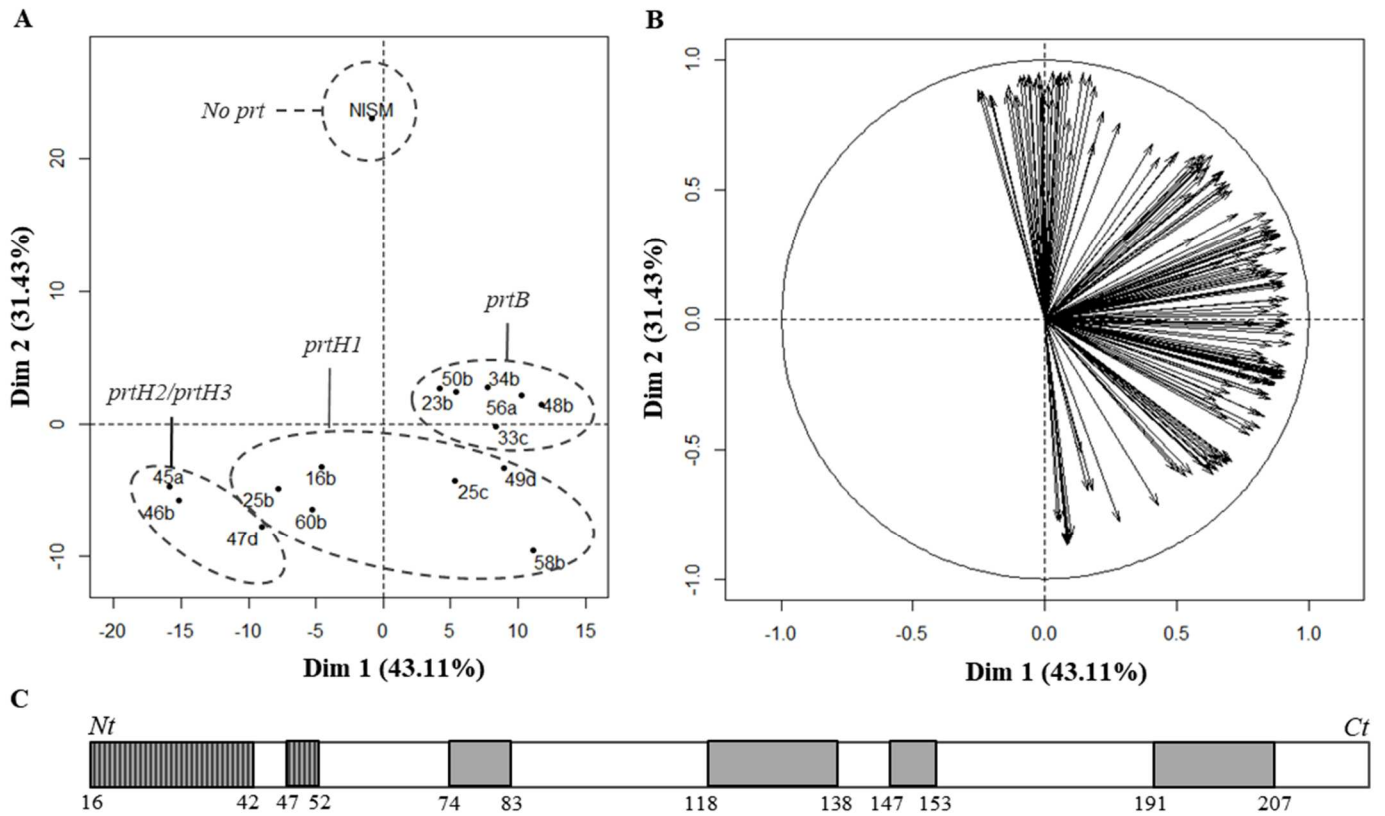 A
B
No prt
NISM
prtB
prtH1
prtH2/prtH3
50b
34b
23b
56a
48b
33c
45a
16b
49d
46b
25b
25c
60b
47d
58b
20
10
0
-10
-20
-15
-10
-5
0
5
10
15
Dim 1 (43.11%)
Dim 2 (31.43%)
1.0
0.5
0.0
-0.5
-1.0
-1.0
-0.5
0.0
0.5
1.0
Dim 1 (43.11%)
Dim 2 (31.43%)
C
Nt
Ct
16 42 47 52 74 83 118 138 147 153 191 207